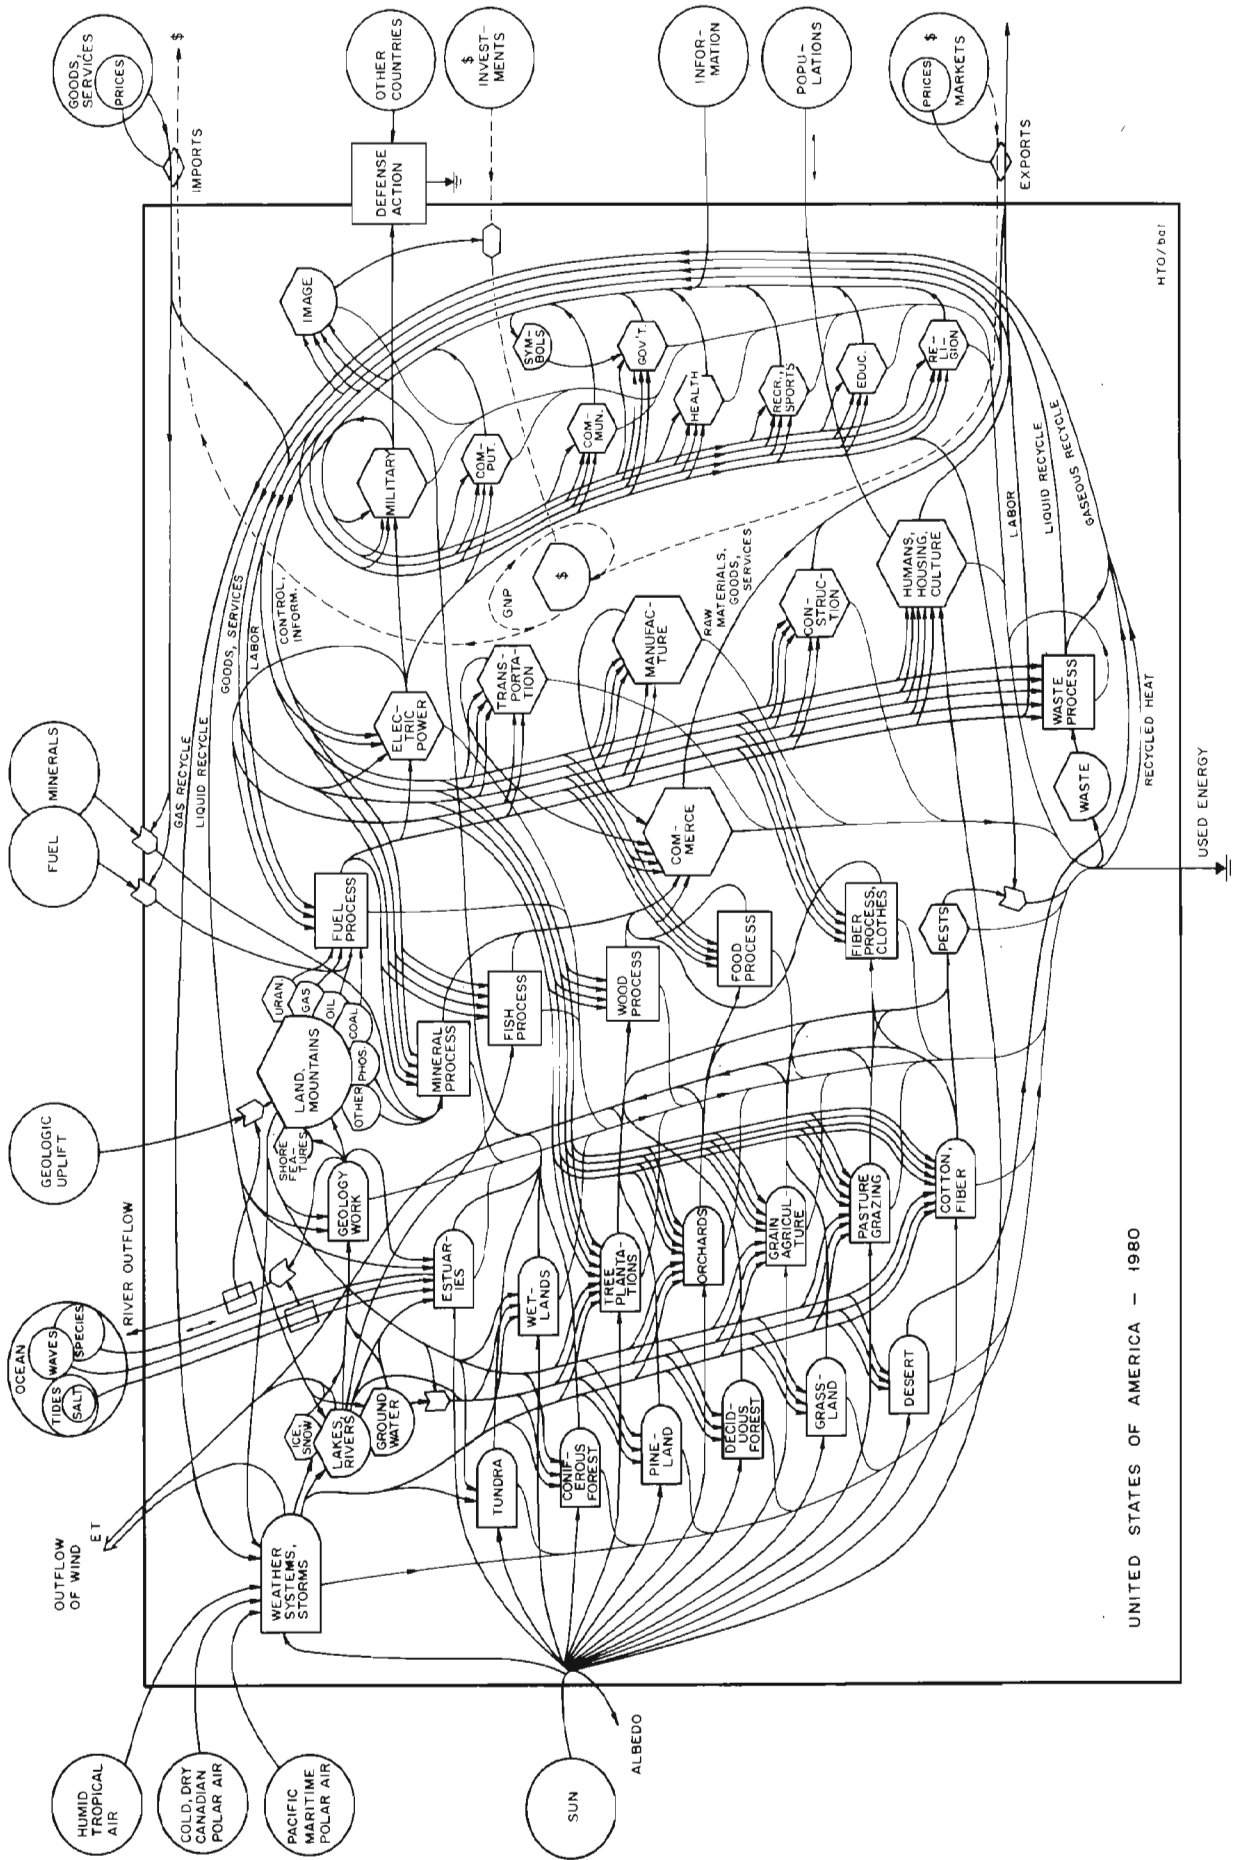 HUMID
TROPICAL
AIR
COLD, DRY
CANADIAN
POLAR AIR
PACIFIC
MARITIME
POLAR AIR
SUN
ALBEDO
OUTFLOW
OF WIND
ET
OCEAN
TIDES
SALT
WAVES
SPECIES
RIVER OUTFLOW
GEOLOGIC
UPLIFT
FUEL
MINERALS
GOODS,
SERVICES
PRICES
$
IMPORTS
OTHER
COUNTRIES
DEFENSE
ACTION
$
INVEST-
MENTS
INFOR-
MATION
POPU-
LATIONS
PRICES
$
MARKETS
EXPORTS
WEATHER
SYSTEMS,
STORMS
ICE
SNOW
LAKES,
RIVERS
GROUND
WATER
GEOLOGY
WORK
SHORE
FEA-
TURES
LAND,
MOUNTAINS
URAN.
GAS
OIL
COAL
PHOS.
OTHER
GAS RECYCLE
LIQUID RECYCLE
GOODS, SERVICES
LABOR
CONTROL,
INFORM.
FUEL
PROCESS
MINERAL
PROCESS
FISH
PROCESS
WOOD
PROCESS
FOOD
PROCESS
FIBER
PROCESS,
CLOTHES
PESTS
ESTUAR-
IES
WET-
LANDS
TREE
PLANTA-
TIONS
ORCHARDS
GRAIN
AGRICUL-
TURE
PASTURE
GRAZING
COTTON,
FIBER
TUNDRA
CONIF-
EROUS
FOREST
PINE-
LAND
DECID-
UOUS
FOREST
GRASS-
LAND
DESERT
ELEC-
TRIC
POWER
TRANS-
PORTA-
TION
COM-
MERCE
MANUFAC-
TURE
RAW
MATERIALS,
GOODS,
SERVICES
CON-
STRUC-
TION
HUMANS,
HOUSING,
CULTURE
GNP
$
IMAGE
MILITARY
COM-
PUT.
COM-
MUN.
SYM-
BOLS
GOV'T.
HEALTH
RECR.,
SPORTS
EDUC.
RE-
LI-
GION
WASTE
WASTE
PROCESS
LABOR
LIQUID RECYCLE
GASEOUS RECYCLE
RECYCLED HEAT
USED ENERGY
HTO/bal
UNITED STATES OF AMERICA - 1980